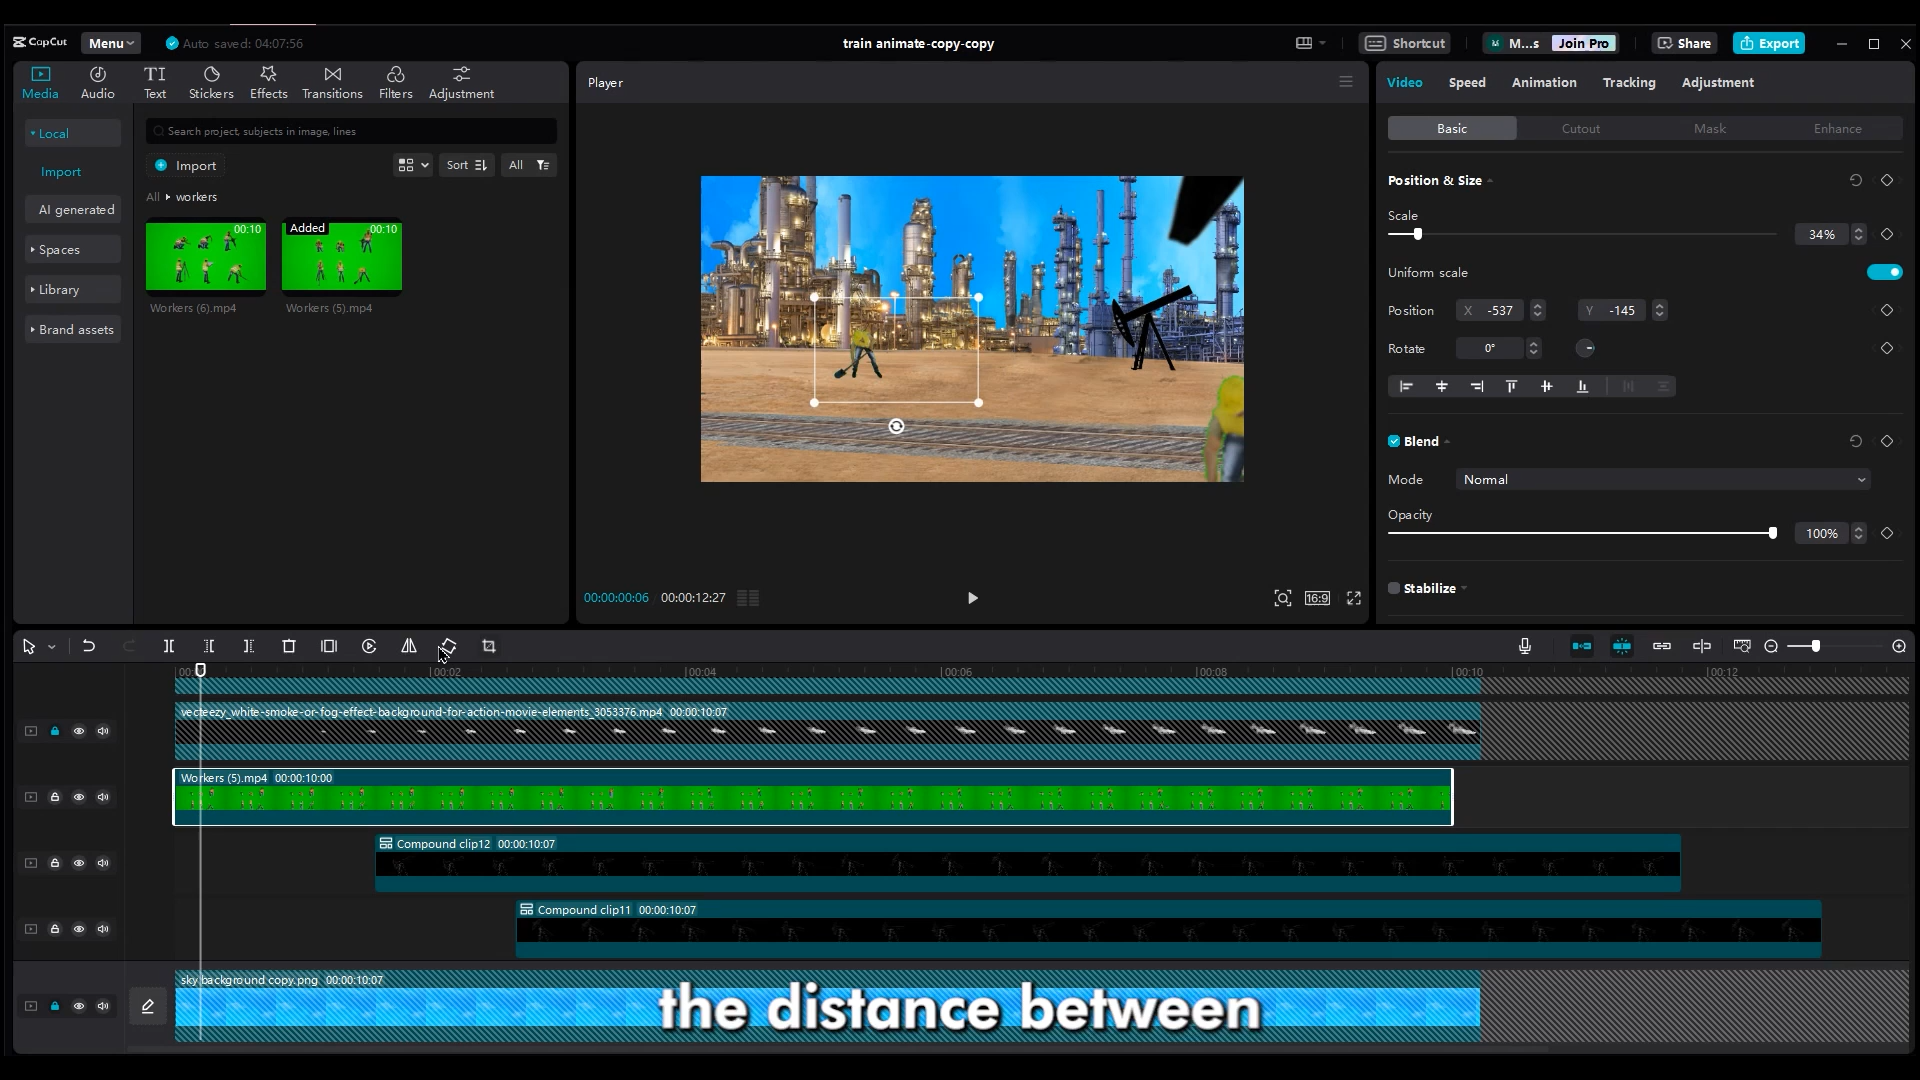 CapCut
Menu
Auto saved: 04:07:56
train animate-copy-copy
Shortcut
M M...s
Join Pro
Share
Export
Media
Audio
TI
Text
Stickers
Effects
Transitions
Filters
Adjustment
Player
Video
Speed
Animation
Tracking
Adjustment
Local
Import
AI generated
Spaces
Library
Brand assets
Search project, subjects in image, lines
Import
Sort
All
All workers
00:10
Added
00:10
Workers (6).mp4
Workers (5).mp4
Basic
Cutout
Mask
Enhance
Position & Size
Scale
34%
Uniform scale
Position
X -537
Y -145
Rotate
0°
Blend
Mode
Normal
Opacity
100%
Stabilize
00:00:00:06
00:00:12:27
16:9
00:02
00:04
00:06
00:08
00:10
00:12
vecteezy_white-smoke-or-fog-effect-background-for-action-movie-elements_3053376.mp4 00:00:10:07
Workers (5).mp4 00:00:10:00
Compound clip12 00:00:10:07
Compound clip11 00:00:10:07
sky background copy.png 00:00:10:07
the distance between